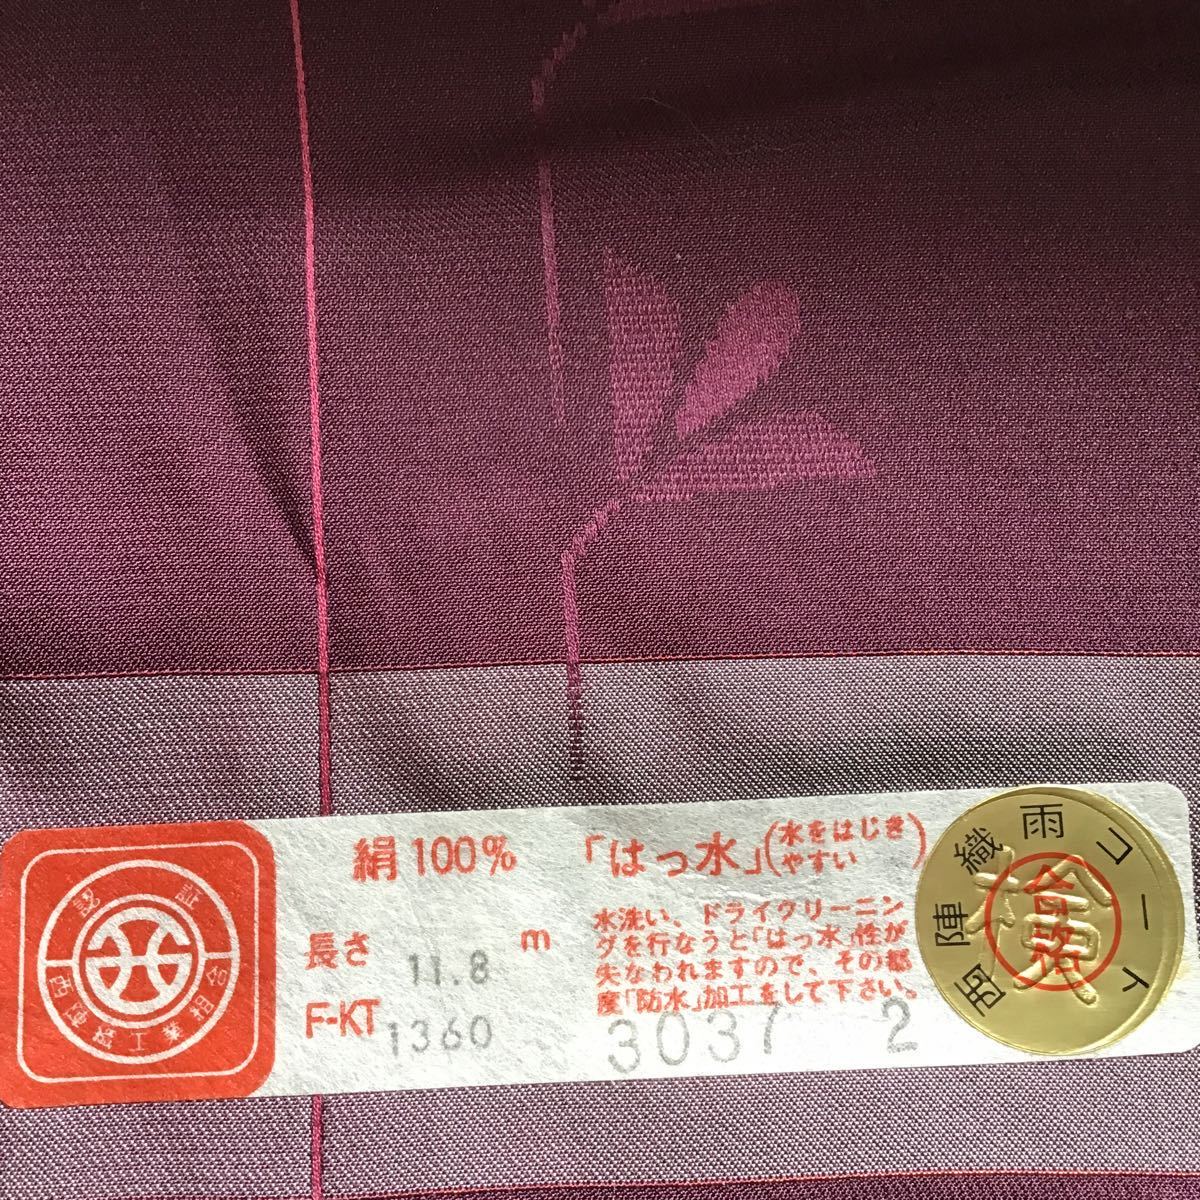 認証
絹100%
「はっ水」(水をはじきやすい)
長さ 11.8 m
F-KT 1360
水洗い、ドライクリーニン
グを行なうと「はっ水」性が
失なわれますので、その都
度「防水」加工をして下さい。
3037 2
西陣織雨コート
合格